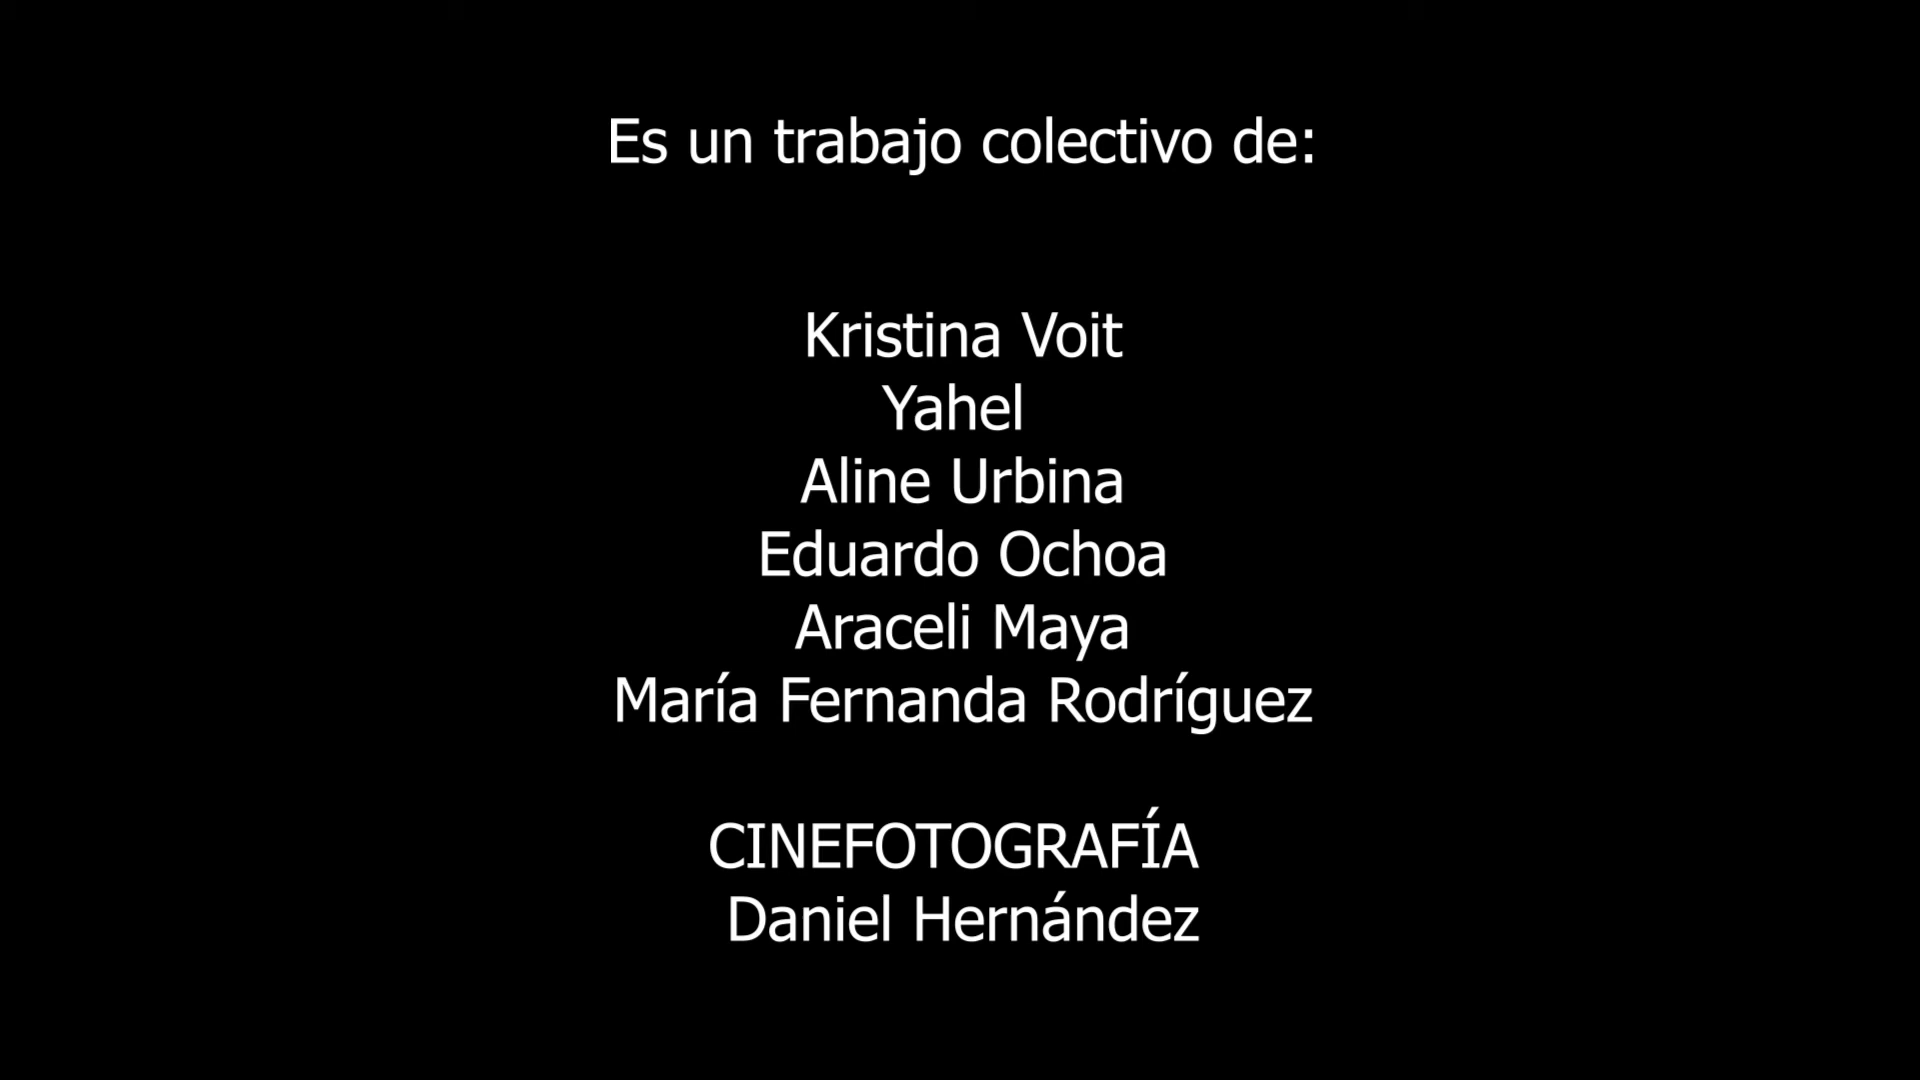 Es un trabajo colectivo de:
Kristina Voit
Yahel
Aline Urbina
Eduardo Ochoa
Araceli Maya
María Fernanda Rodríguez
CINEFOTOGRAFÍA
Daniel Hernández